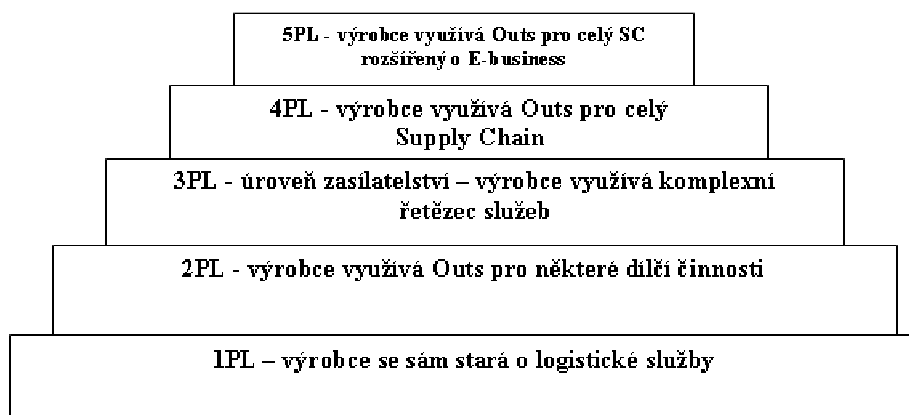 5PL - výrobce využívá Outs pro celý SC
rozšířený o E-business
4PL - výrobce využívá Outs pro celý
Supply Chain
3PL - úroveň zasílatelství – výrobce využívá komplexní
řetězec služeb
2PL - výrobce využívá Outs pro některé dílčí činnosti
1PL – výrobce se sám stará o logistické služby